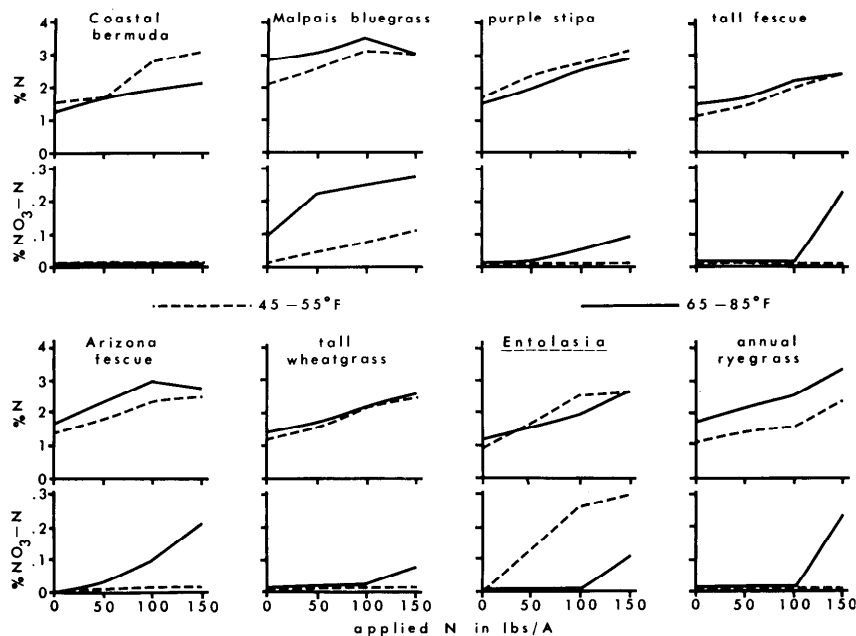 Coastal bermuda
Malpais bluegrass
purple stipa
tall fescue
% N
4
3
2
1
0
% NO3-N
.3
.2
.1
0
45-55°F
65-85°F
Arizona fescue
tall wheatgrass
Entolasia
annual ryegrass
% N
4
3
2
1
0
% NO3-N
.3
.2
.1
0
0 50 100 150
0 50 100 150
0 50 100 150
0 50 100 150
applied N in lbs/A